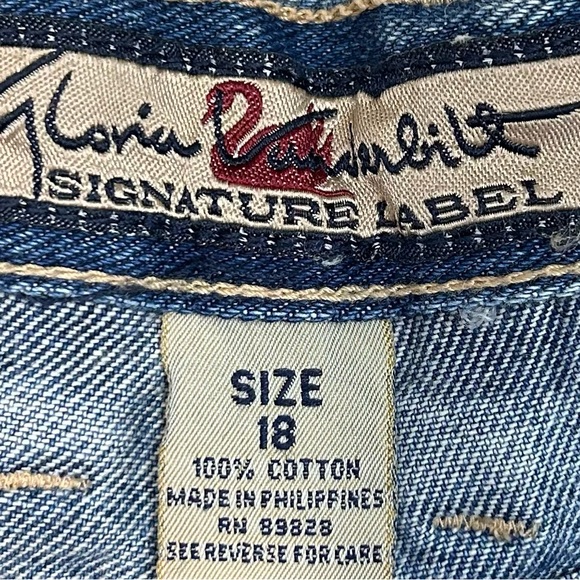 Gloria Vanderbilt
SIGNATURE LABEL
SIZE
18
100% COTTON
MADE IN PHILIPPINES
RN 89828
SEE REVERSE FOR CARE